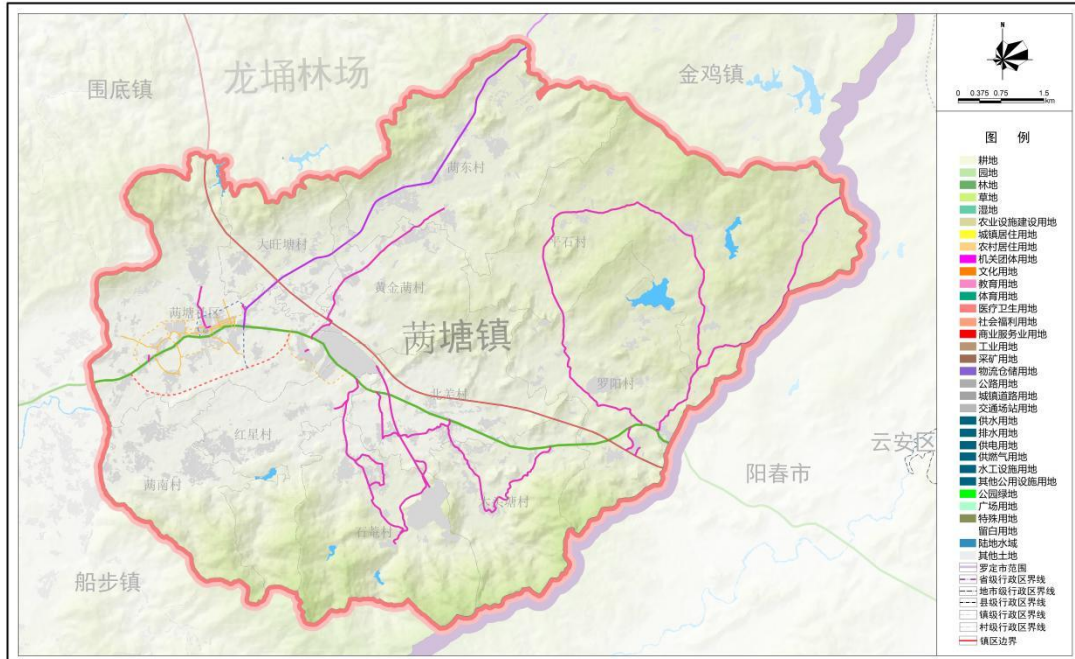 围底镇
龙埇林场
金鸡镇
蔄东村
大旺塘村
平石村
黄金蔄村
蔄塘镇
罗阳村
北关村
红星村
蔄南村
石龙村
船步镇
阳春市
云安区
N
0 0.375 0.75 1.5
km
图 例
耕地
园地
林地
草地
湿地
农业设施建设用地
城镇居住用地
农村居住用地
机关团体用地
文化用地
教育用地
体育用地
医疗卫生用地
社会福利用地
商业服务业用地
工业用地
采矿用地
物流仓储用地
公路用地
城镇道路用地
交通场站用地
供水用地
排水用地
供电用地
供燃气用地
水工设施用地
其他公用设施用地
公园绿地
广场用地
特殊用地
留白用地
陆地水域
其他土地
罗定市范围
省级行政区界线
地市级行政区界线
县级行政区界线
镇级行政区界线
村级行政区界线
镇区边界